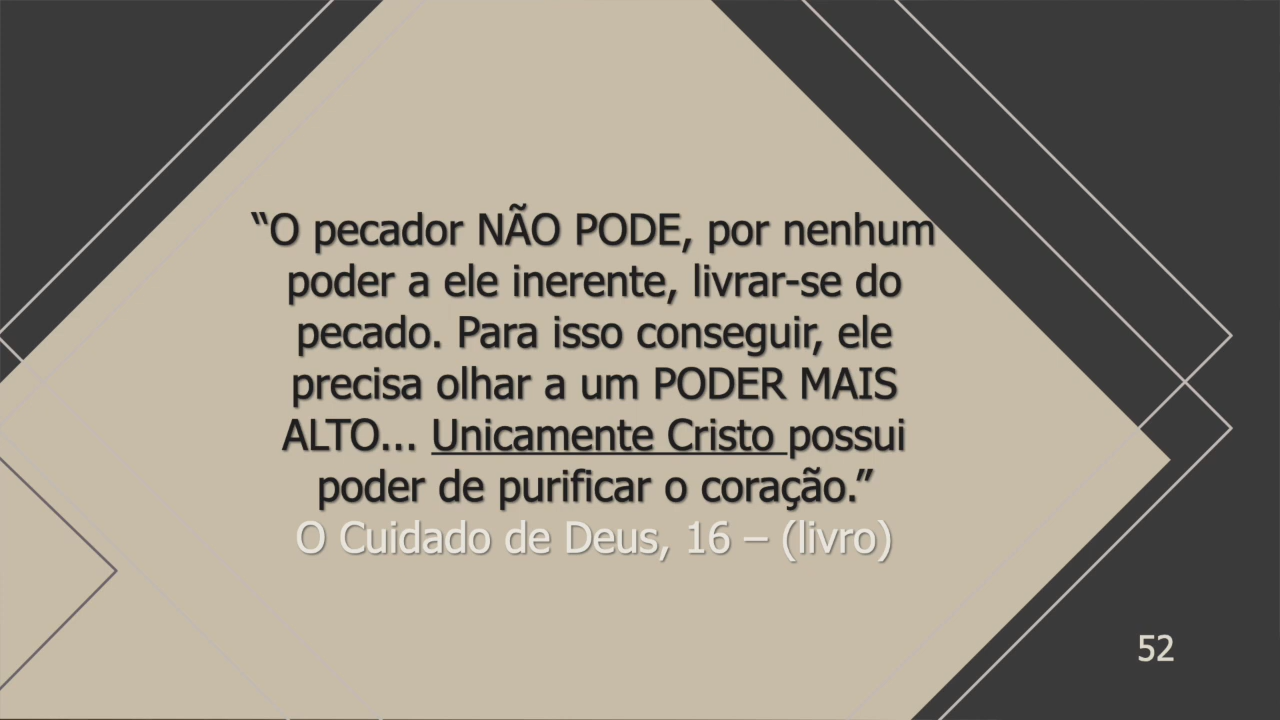 “O pecador NÃO PODE, por nenhum
poder a ele inerente, livrar-se do
pecado. Para isso conseguir, ele
precisa olhar a um PODER MAIS
ALTO... Unicamente Cristo possui
poder de purificar o coração.”
O Cuidado de Deus, 16 – (livro)
52